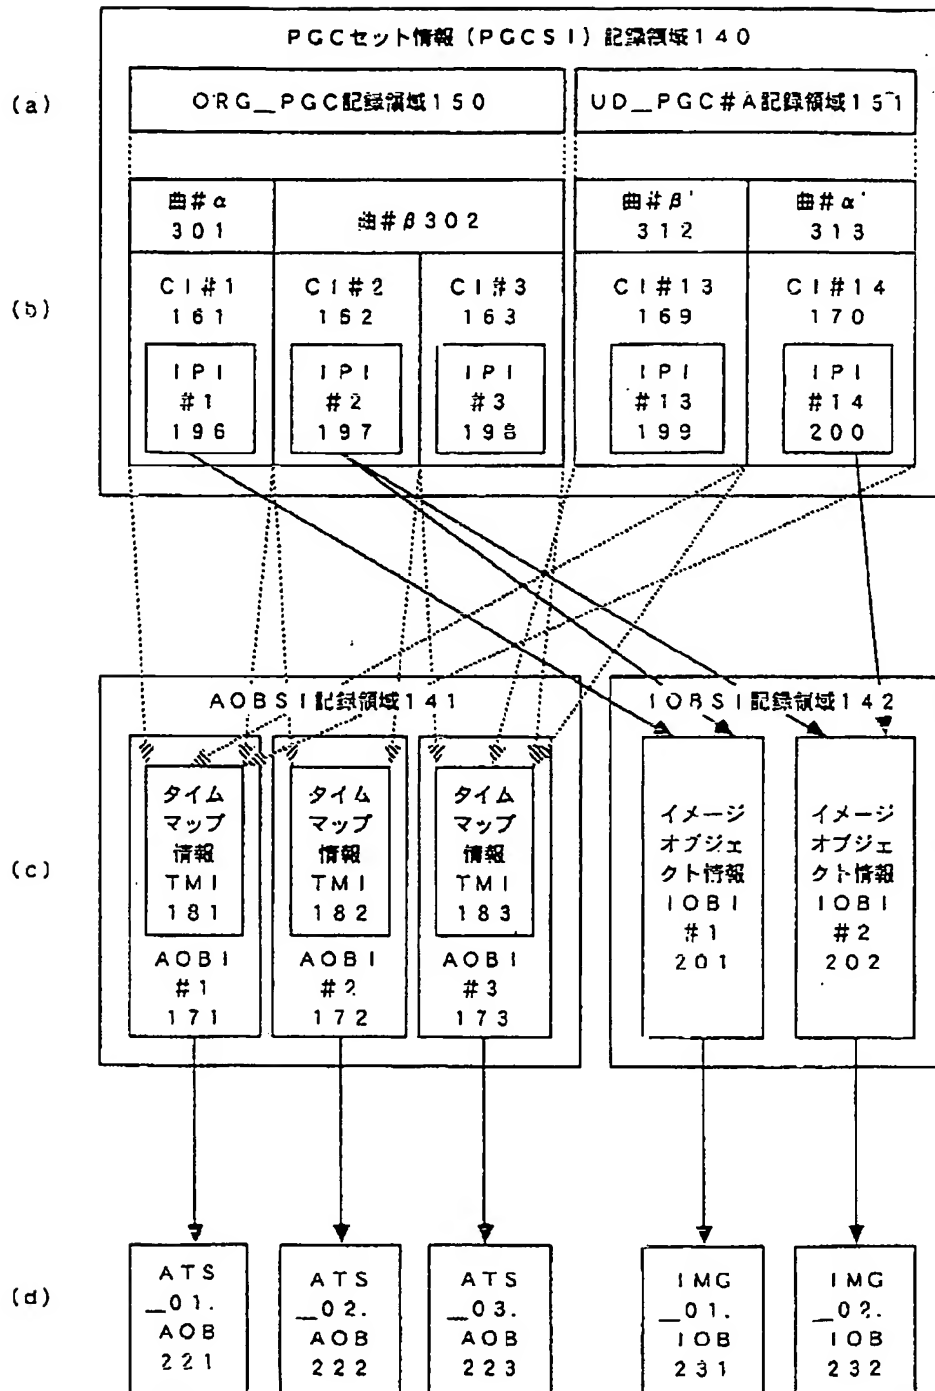 PGCセット情報（PGCSI）記録領域140
(a)
ORG__PGC記録領域150
UD__PGC#A記録領域151
(b)
曲#α
301
曲#β302
曲#β'
312
曲#α'
313
CI#1
161
CI#2
162
CI#3
163
CI#13
169
CI#14
170
IPI
#1
196
IPI
#2
197
IPI
#3
198
IPI
#13
199
IPI
#14
200
(c)
AOBSI記録領域141
IOBSI記録領域142
タイム
マップ
情報
TMI
181
AOBI
#1
171
タイム
マップ
情報
TMI
182
AOBI
#2
172
タイム
マップ
情報
TMI
183
AOBI
#3
173
イメージ
オブジェ
クト情報
IOBI
#1
201
イメージ
オブジェ
クト情報
IOBI
#2
202
(d)
ATS
__01.
AOB
221
ATS
__02.
AOB
222
ATS
__03.
AOB
223
IMG
__01.
IOB
231
IMG
__02.
IOB
232